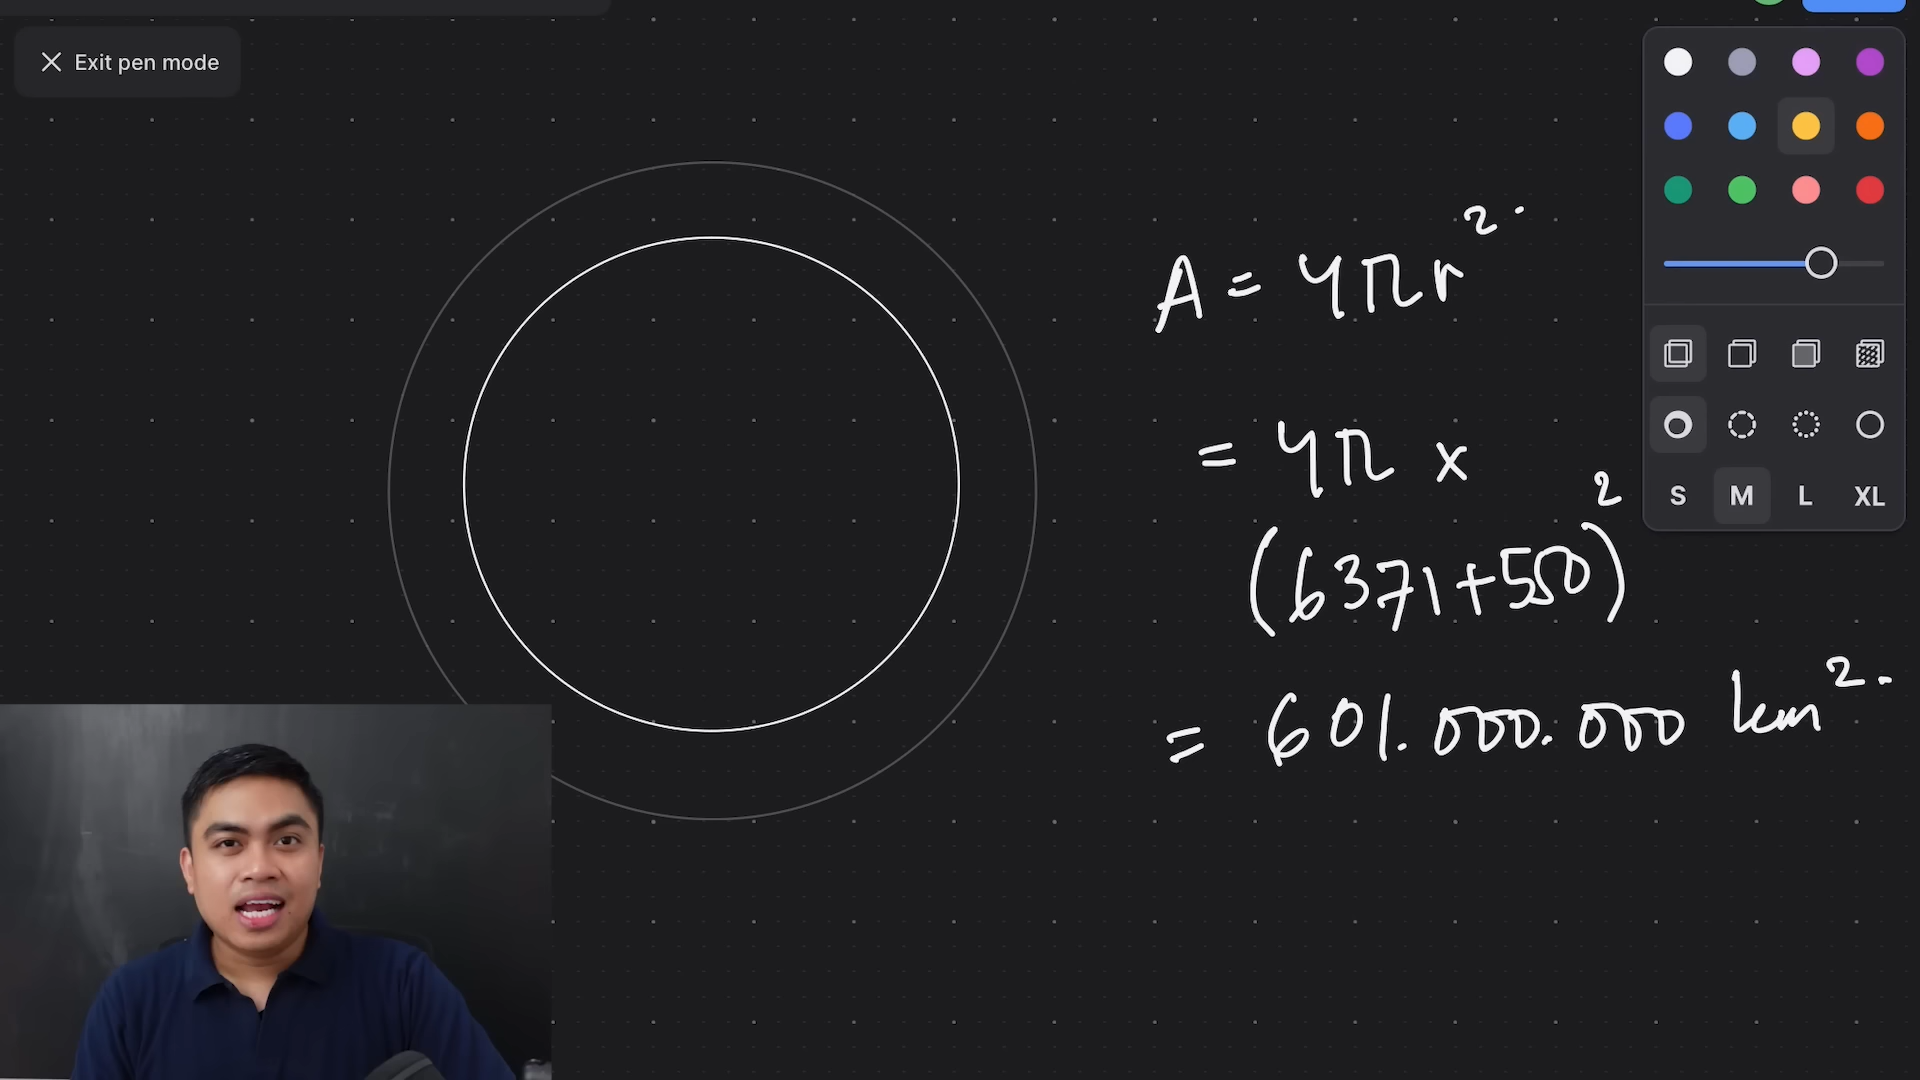 Exit pen mode
A = 4πr².
= 4π x
(6371+550)²
= 601.000.000 km².
S M L XL